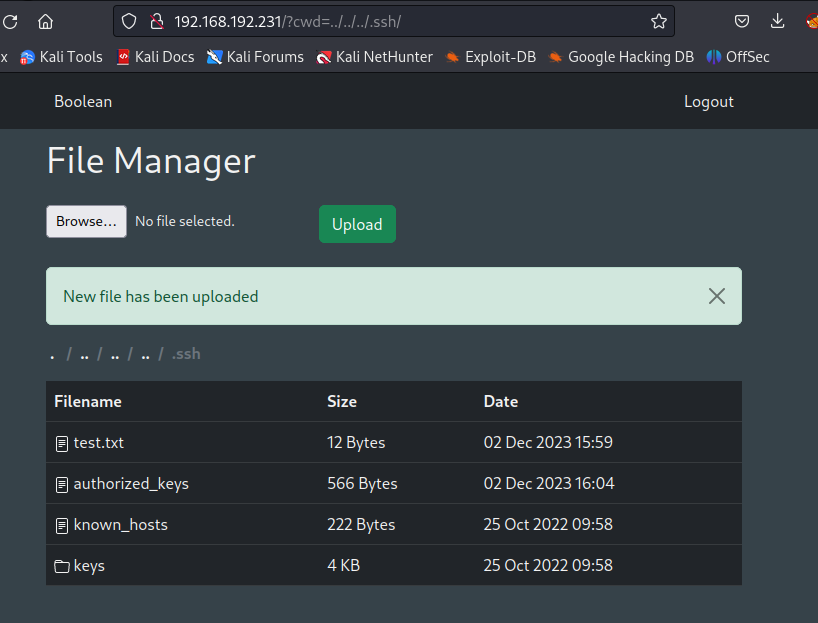 192.168.192.231/?cwd=../../../.ssh/
x Kali Tools Kali Docs Kali Forums Kali NetHunter Exploit-DB Google Hacking DB OffSec
Boolean Logout
File Manager
Browse... No file selected. Upload
New file has been uploaded
. / .. / .. / .. / .ssh
Filename Size Date
test.txt 12 Bytes 02 Dec 2023 15:59
authorized_keys 566 Bytes 02 Dec 2023 16:04
known_hosts 222 Bytes 25 Oct 2022 09:58
keys 4 KB 25 Oct 2022 09:58